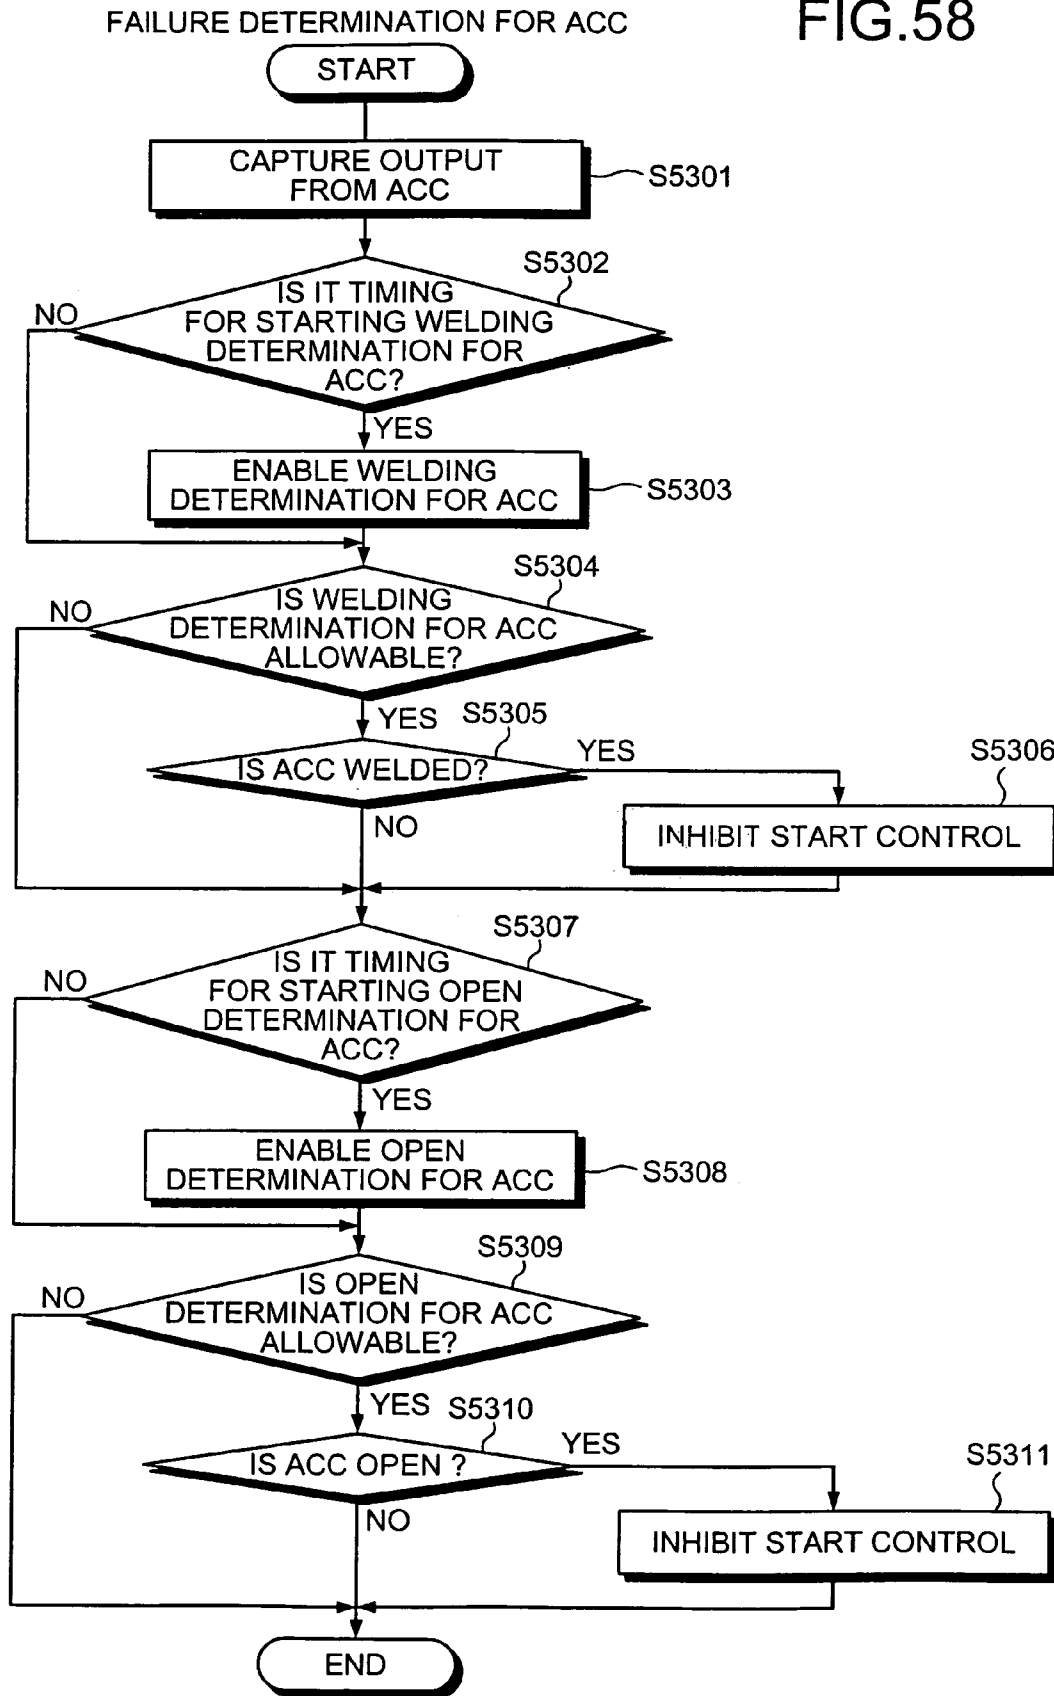 FAILURE DETERMINATION FOR ACC
FIG.58
START
CAPTURE OUTPUT
FROM ACC
S5301
S5302
IS IT TIMING
FOR STARTING WELDING
DETERMINATION FOR
ACC?
NO
YES
ENABLE WELDING
DETERMINATION FOR ACC
S5303
S5304
IS WELDING
DETERMINATION FOR ACC
ALLOWABLE?
NO
YES
S5305
IS ACC WELDED?
YES
S5306
NO
INHIBIT START CONTROL
S5307
IS IT TIMING
FOR STARTING OPEN
DETERMINATION FOR
ACC?
NO
YES
ENABLE OPEN
DETERMINATION FOR ACC
S5308
S5309
IS OPEN
DETERMINATION FOR ACC
ALLOWABLE?
NO
YES
S5310
IS ACC OPEN ?
YES
S5311
NO
INHIBIT START CONTROL
END